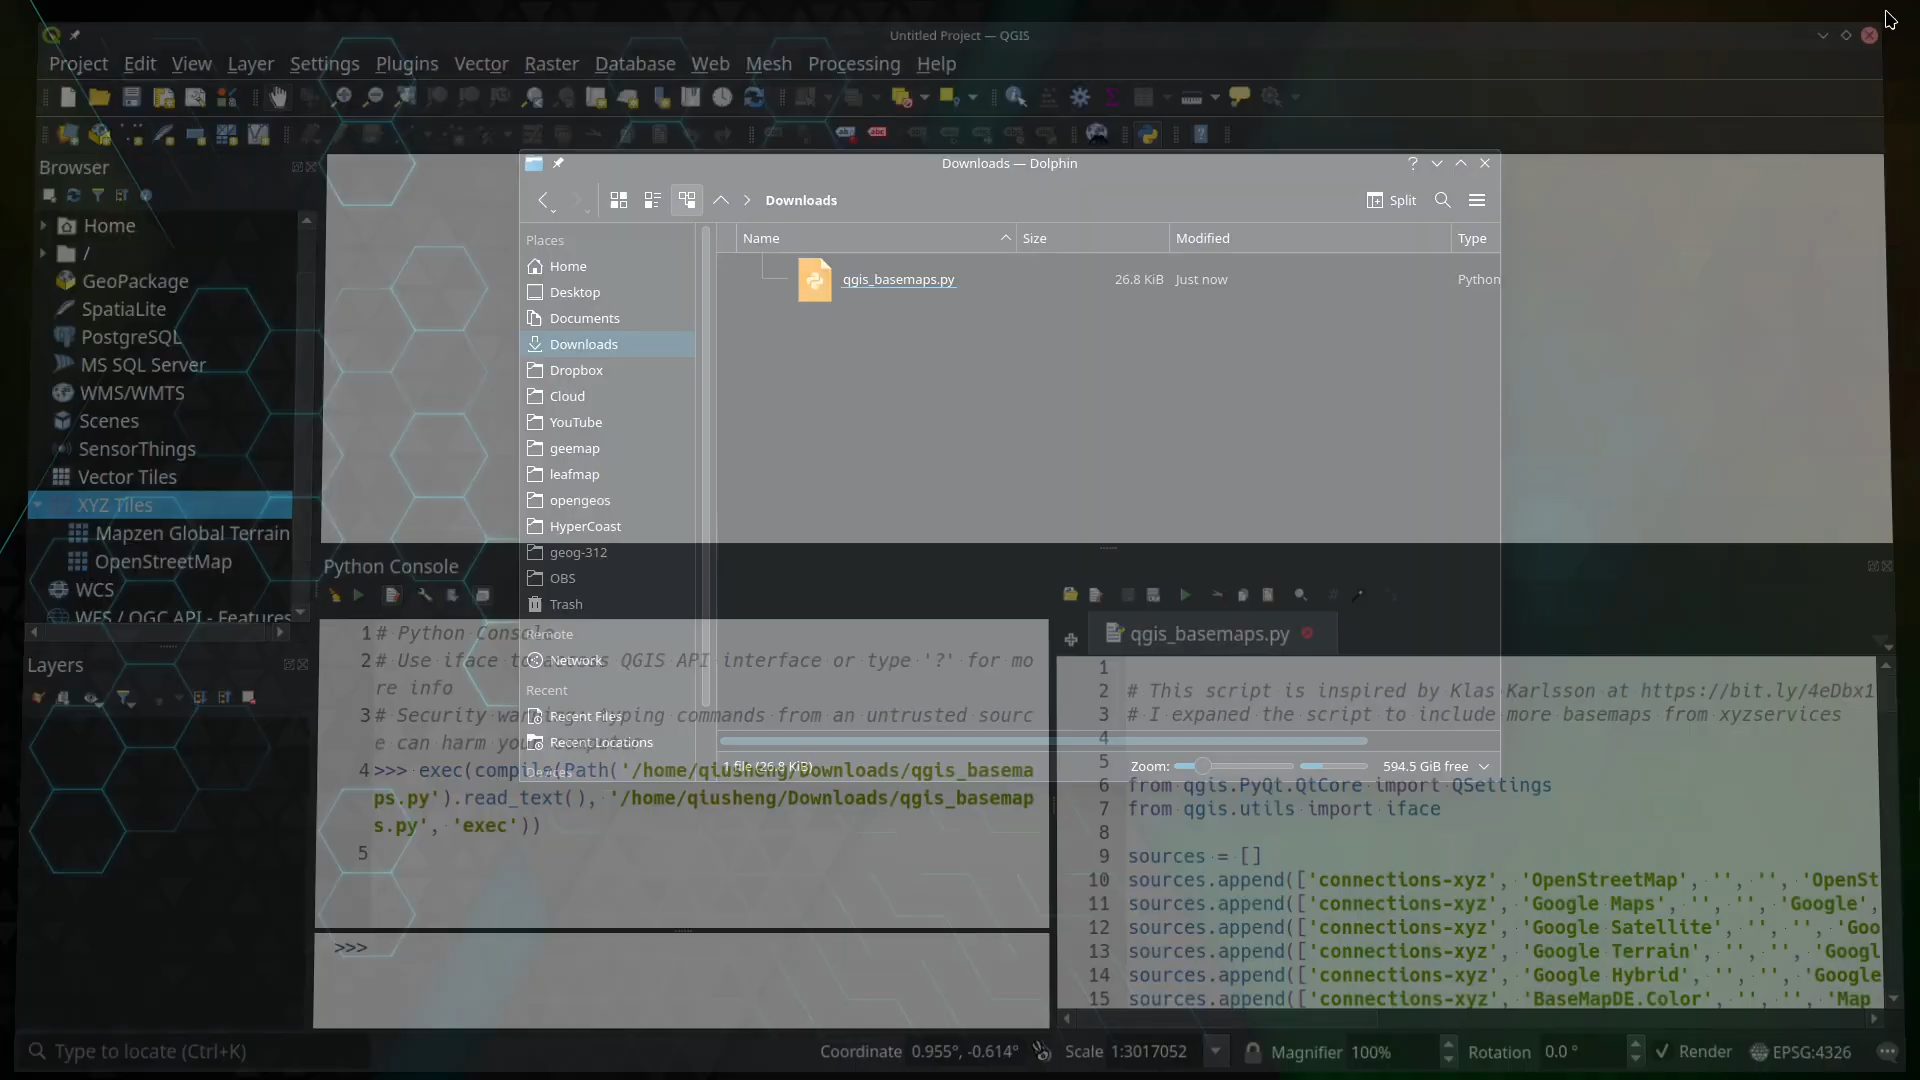 Untitled Project — QGIS
Project Edit View Layer Settings Plugins Vector Raster Database Web Mesh Processing Help
Browser
Home
/
GeoPackage
SpatiaLite
PostgreSQL
MS SQL Server
WMS/WMTS
Scenes
SensorThings
Vector Tiles
XYZ Tiles
Mapzen Global Terrain
OpenStreetMap
WCS
WFS / OGC API - Features
Layers
Downloads — Dolphin
Downloads
Split
Places
Home
Desktop
Documents
Downloads
Dropbox
Cloud
YouTube
geemap
leafmap
opengeos
HyperCoast
geog-312
OBS
Trash
Remote
Network
Recent
Recent Files
Recent Locations
Devices
Name Size Modified Type
qgis_basemaps.py 26.8 KiB Just now Python
1 file (26.8 KiB)
Zoom:
594.5 GiB free
Python Console
1 # Python Console
2 # Use iface to access QGIS API interface or type '?' for mo
re info
3 # Security warning: typing commands from an untrusted sourc
e can harm your computer
4 >>> exec(compile(Path('/home/qiusheng/Downloads/qgis_basema
ps.py').read_text(), '/home/qiusheng/Downloads/qgis_basemap
s.py', 'exec'))
5
>>>
qgis_basemaps.py
1
2 # This script is inspired by Klas Karlsson at https://bit.ly/4eDbx1
3 # I expaned the script to include more basemaps from xyzservices
4
5
6 from qgis.PyQt.QtCore import QSettings
7 from qgis.utils import iface
8
9 sources = []
10 sources.append(['connections-xyz', 'OpenStreetMap', '', '', 'OpenSt
11 sources.append(['connections-xyz', 'Google Maps', '', '', 'Google',
12 sources.append(['connections-xyz', 'Google Satellite', '', '', 'Goo
13 sources.append(['connections-xyz', 'Google Terrain', '', '', 'Googl
14 sources.append(['connections-xyz', 'Google Hybrid', '', '', 'Google
15 sources.append(['connections-xyz', 'BaseMapDE.Color', '', '', 'Map
Type to locate (Ctrl+K)
Coordinate 0.955°, -0.614° Scale 1:3017052 Magnifier 100% Rotation 0.0 ° Render EPSG:4326